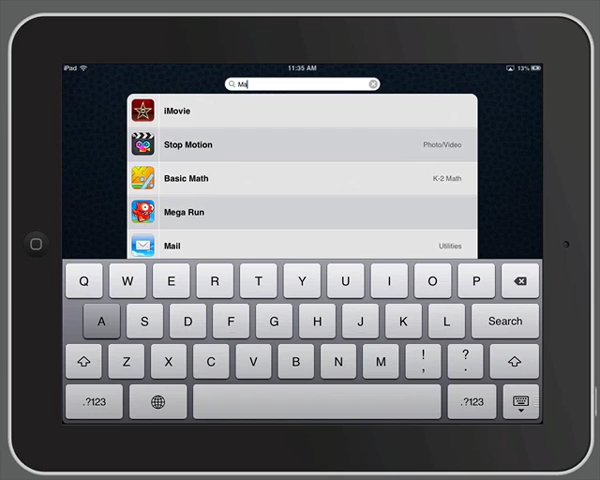 iPad 11:35 AM 13%
Ma
iMovie
Stop Motion Photo/Video
Basic Math K-2 Math
Mega Run
Mail Utilities
Q W E R T Y U I O P
A S D F G H J K L Search
Z X C V B N M ! , ? .
.?123 .?123